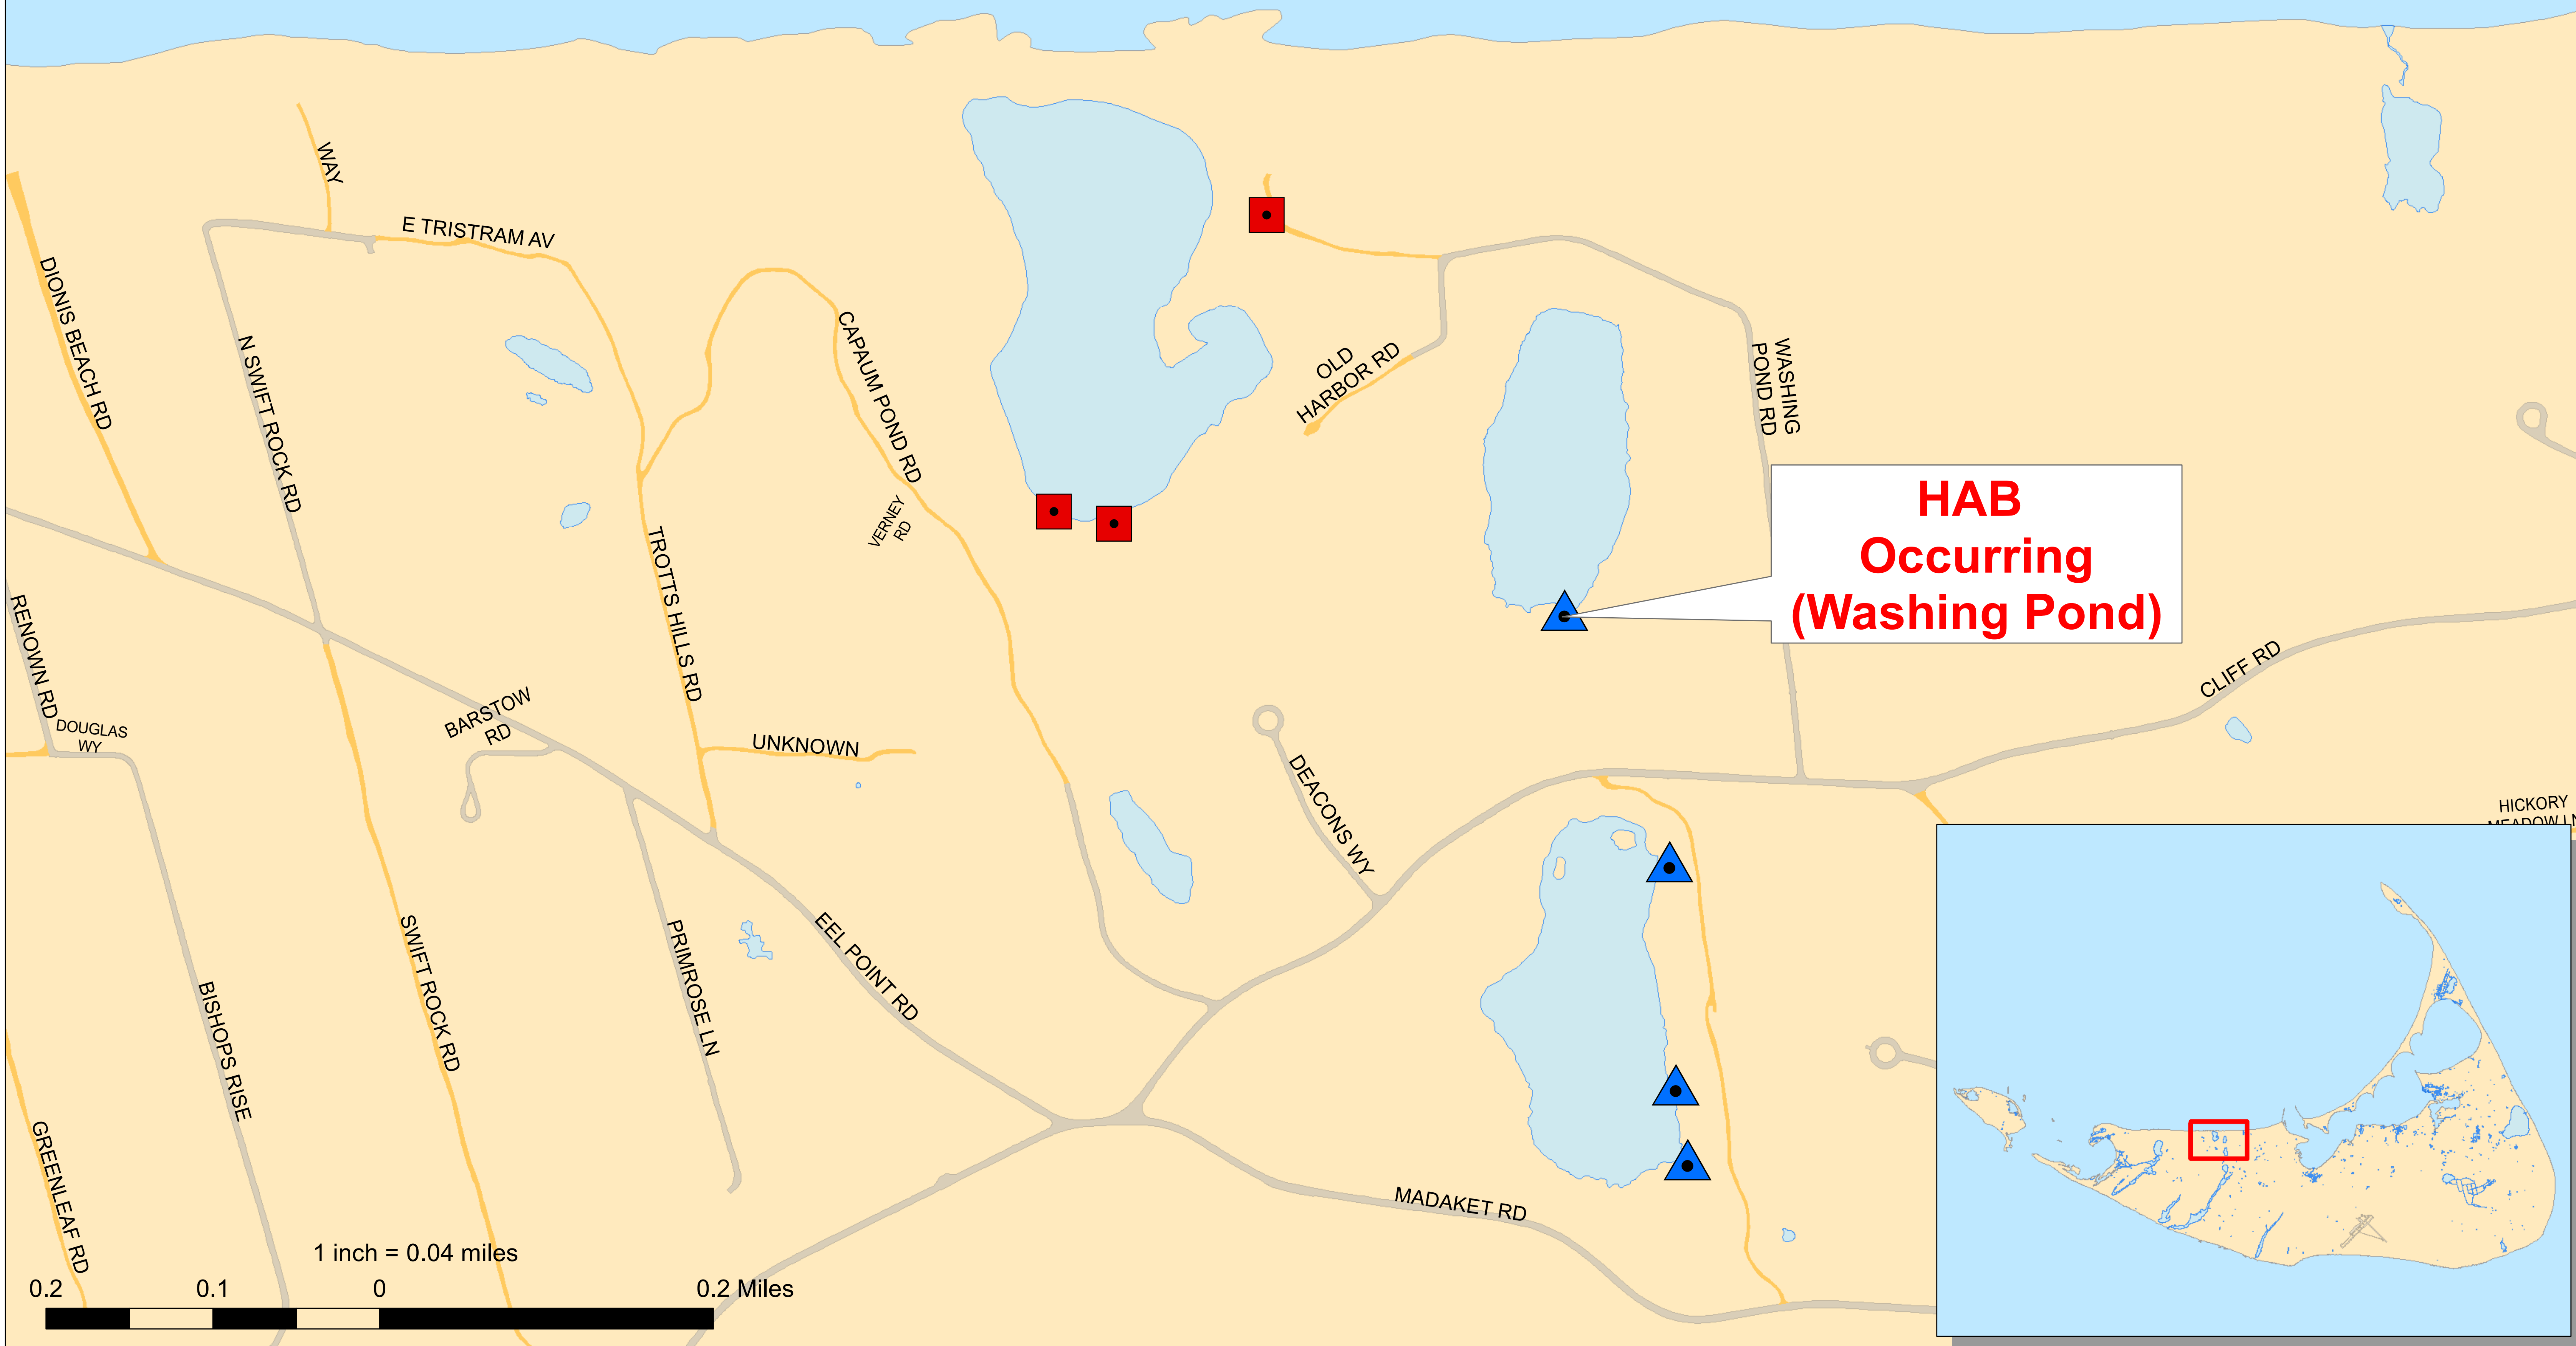 WAY
E TRISTRAM AV
DIONIS BEACH RD
N SWIFT ROCK RD
CAPAUM POND RD
OLD
HARBOR RD
WASHING
POND RD
VERNEY
RD
HAB
Occurring
(Washing Pond)
TROTTS HILLS RD
RENOWN RD
DOUGLAS
WY
BARSTOW
RD
UNKNOWN
CLIFF RD
DEACONS WY
HICKORY
MEADOW LN
SWIFT ROCK RD
PRIMROSE LN
EEL POINT RD
BISHOPS RISE
GREENLEAF RD
MADAKET RD
1 inch = 0.04 miles
0.2 0.1 0 0.2 Miles